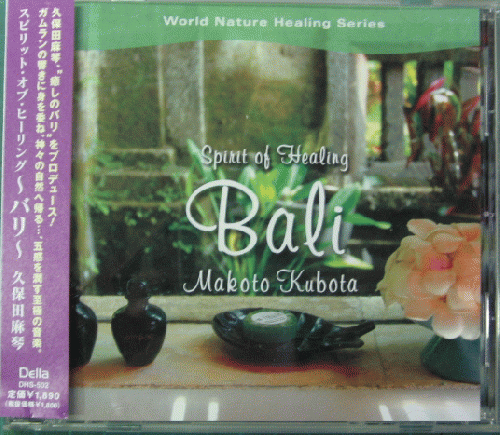 World Nature Healing Series
久保田麻琴、“癒しのバリ”をプロデュース!
ガムランの響きに身を委ね、神々の自然へ帰る…、五感を潤す至極の音楽。
スピリット・オブ・ヒーリング〜バリ〜 久保田麻琴
Spirit of Healing
Bali
Makoto Kubota
Della
DNS-502
定価¥1,890